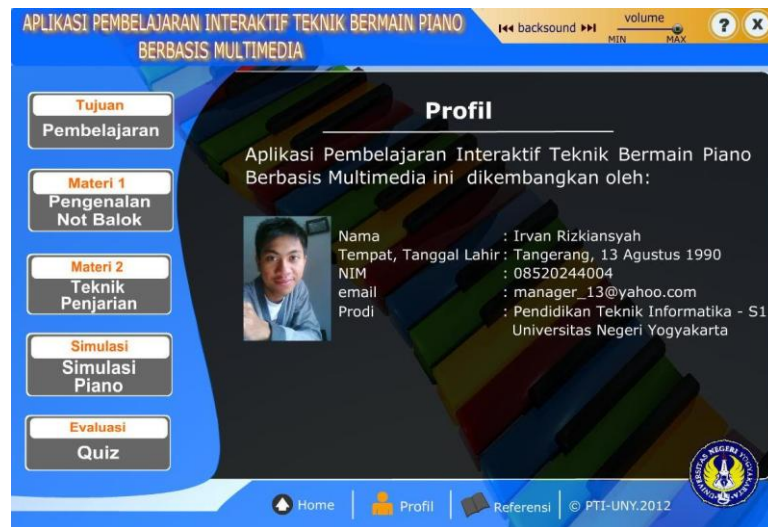 APLIKASI PEMBELAJARAN INTERAKTIF TEKNIK BERMAIN PIANO
BERBASIS MULTIMEDIA
backsound
volume
MIN MAX
? X
Tujuan
Pembelajaran
Materi 1
Pengenalan
Not Balok
Materi 2
Teknik
Penjarian
Simulasi
Simulasi
Piano
Evaluasi
Quiz
Profil
Aplikasi Pembelajaran Interaktif Teknik Bermain Piano
Berbasis Multimedia ini dikembangkan oleh:
Nama : Irvan Rizkiansyah
Tempat, Tanggal Lahir : Tangerang, 13 Agustus 1990
NIM : 08520244004
email : manager_13@yahoo.com
Prodi : Pendidikan Teknik Informatika - S1
Universitas Negeri Yogyakarta
UNIVERSITAS NEGERI YOGYAKARTA
Home Profil Referensi © PTI-UNY.2012